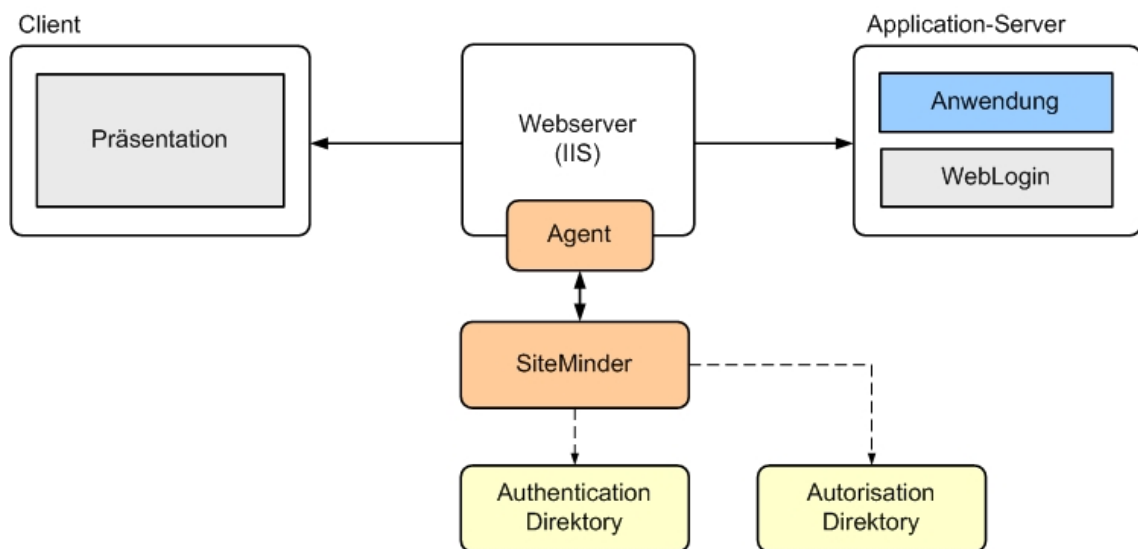 Client
Application-Server
Präsentation
Webserver
(IIS)
Anwendung
WebLogin
Agent
SiteMinder
Authentication
Direktory
Autorisation
Direktory